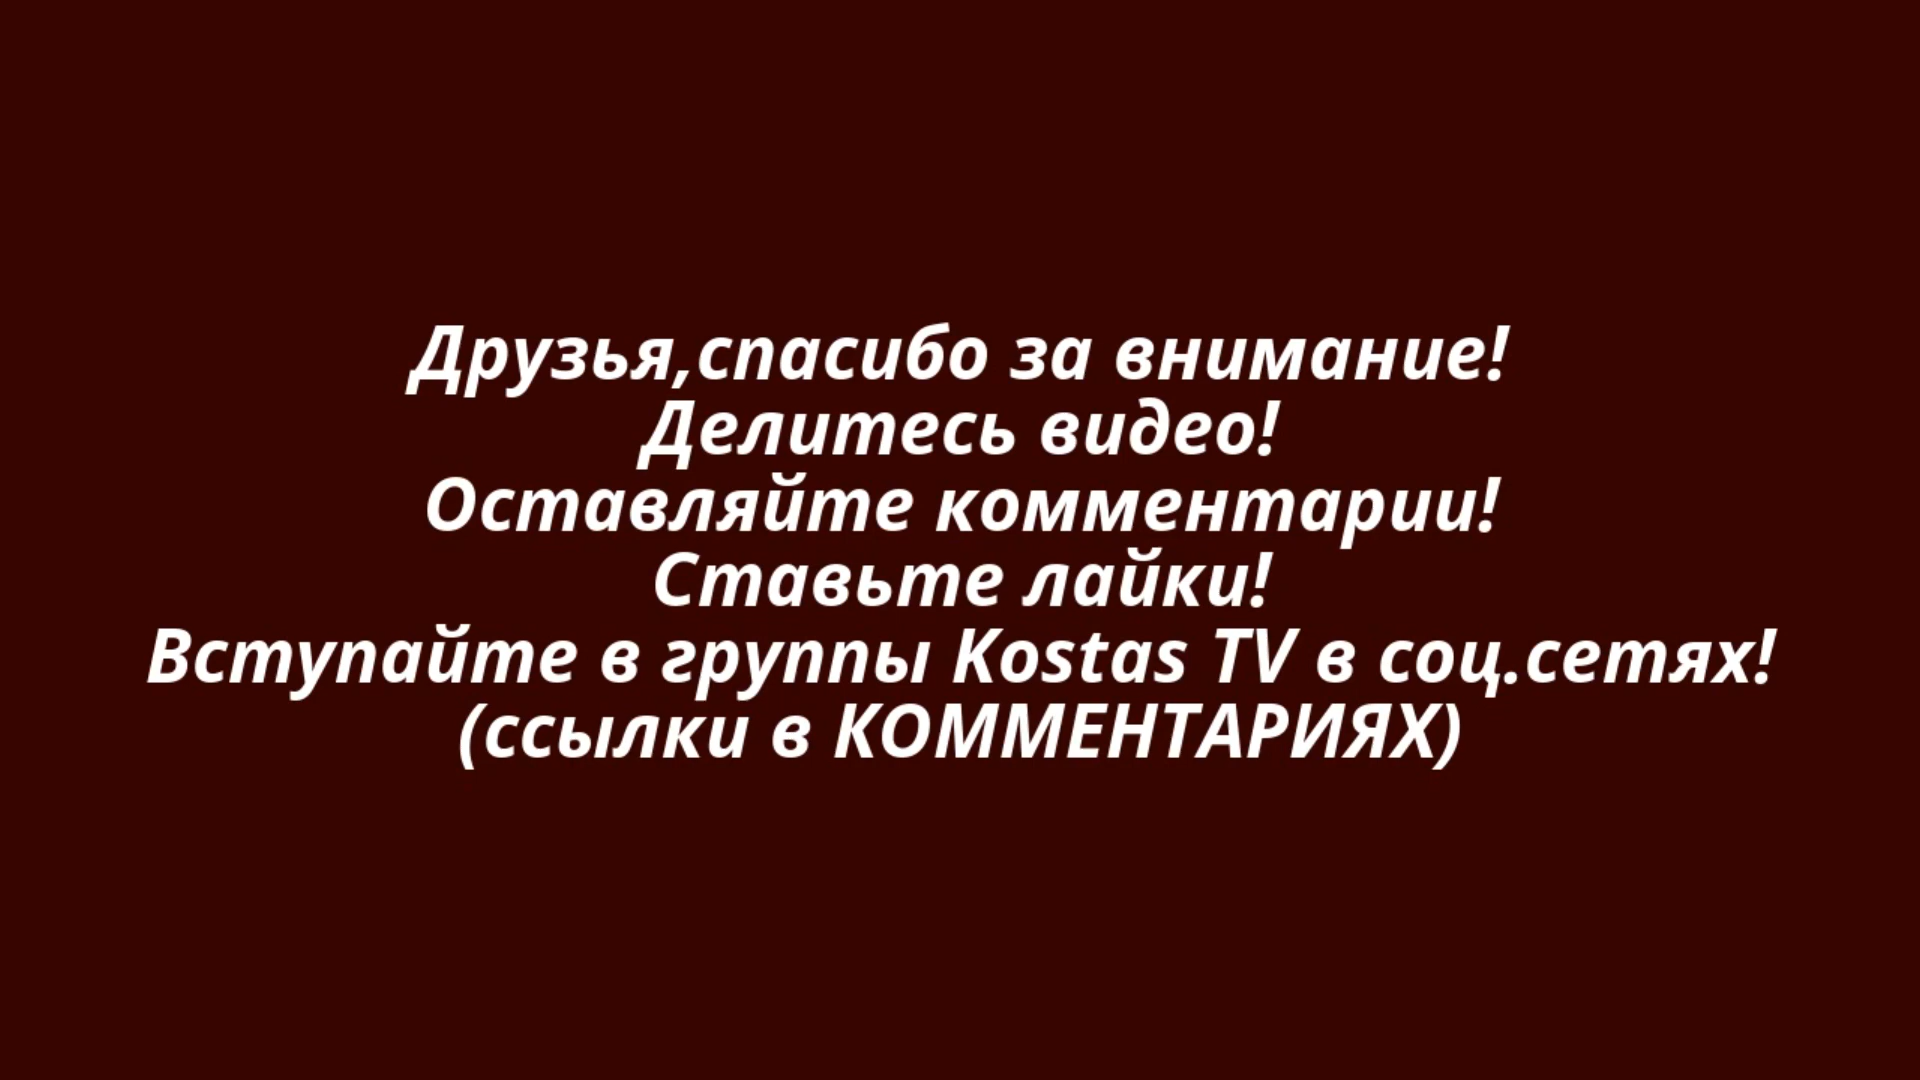 Друзья,спасибо за внимание!
Делитесь видео!
Оставляйте комментарии!
Ставьте лайки!
Вступайте в группы Kostas TV в соц.сетях!
(ссылки в КОММЕНТАРИЯХ)